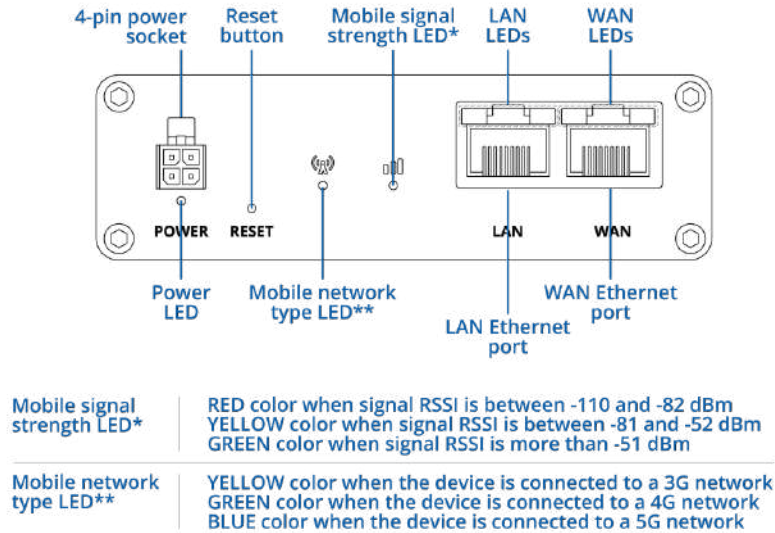 4-pin power
socket
Reset
button
Mobile signal
strength LED*
LAN
LEDs
WAN
LEDs
POWER
RESET
LAN
WAN
Power
LED
Mobile network
type LED**
LAN Ethernet
port
WAN Ethernet
port
Mobile signal
strength LED*
RED color when signal RSSI is between -110 and -82 dBm
YELLOW color when signal RSSI is between -81 and -52 dBm
GREEN color when signal RSSI is more than -51 dBm
Mobile network
type LED**
YELLOW color when the device is connected to a 3G network
GREEN color when the device is connected to a 4G network
BLUE color when the device is connected to a 5G network